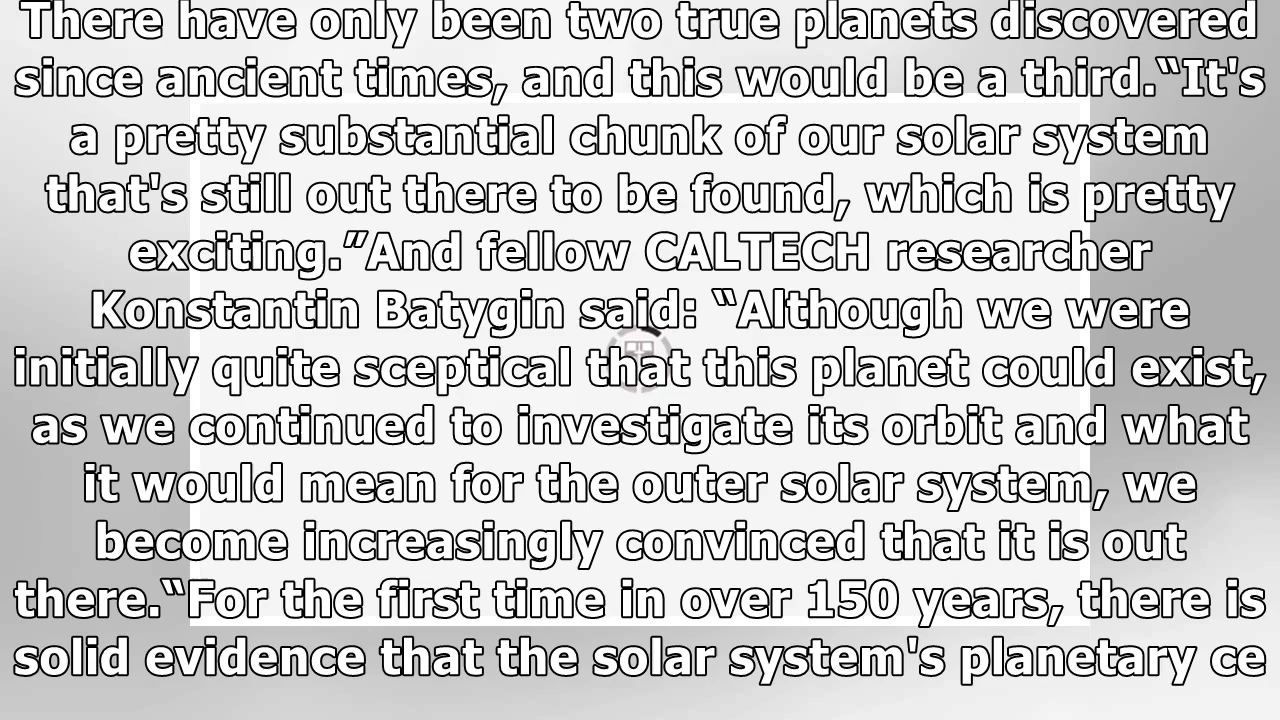 There have only been two true planets discovered
since ancient times, and this would be a third.“It's
a pretty substantial chunk of our solar system
that's still out there to be found, which is pretty
exciting.”And fellow CALTECH researcher
Konstantin Batygin said: “Although we were
initially quite sceptical that this planet could exist,
as we continued to investigate its orbit and what
it would mean for the outer solar system, we
become increasingly convinced that it is out
there.“For the first time in over 150 years, there is
solid evidence that the solar system's planetary ce